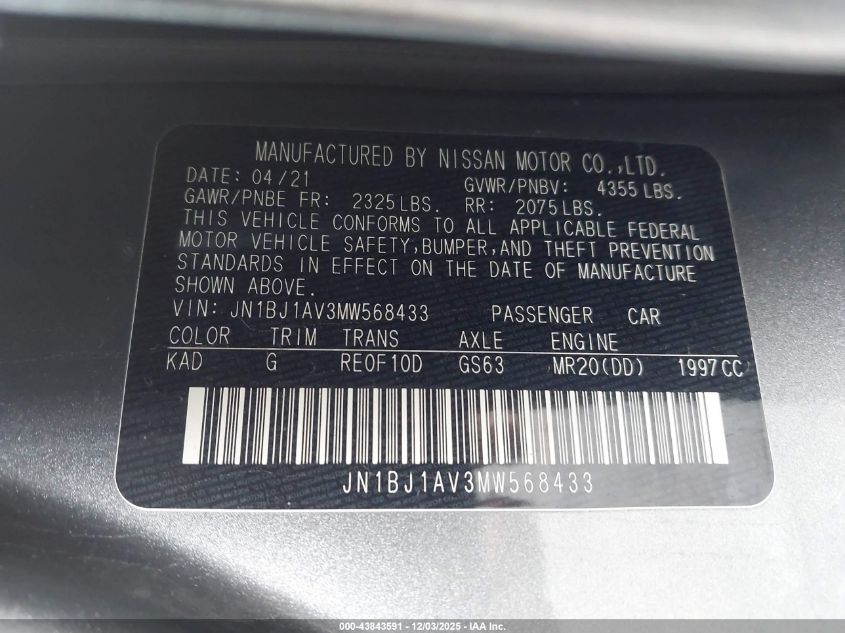 MANUFACTURED BY NISSAN MOTOR CO.,LTD.
DATE: 04/21 GVWR/PNBV: 4355 LBS.
GAWR/PNBE FR: 2325 LBS. RR: 2075 LBS.
THIS VEHICLE CONFORMS TO ALL APPLICABLE FEDERAL
MOTOR VEHICLE SAFETY, BUMPER, AND THEFT PREVENTION
STANDARDS IN EFFECT ON THE DATE OF MANUFACTURE
SHOWN ABOVE.
VIN: JN1BJ1AV3MW568433 PASSENGER CAR
COLOR TRIM TRANS AXLE ENGINE
KAD G RE0F10D GS63 MR20(DD) 1997 CC
JN1BJ1AV3MW568433
000-43843591 - 12/03/2025 - IAA Inc.